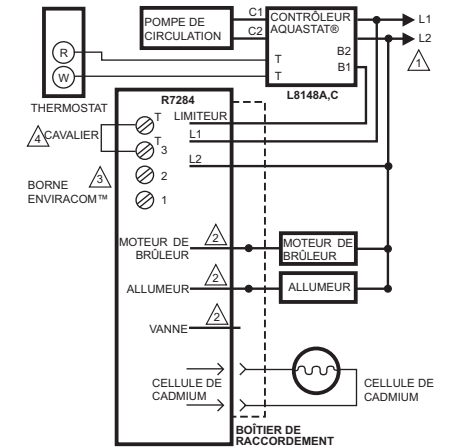 POMPE DE
CIRCULATION
C1
C2
CONTRÔLEUR
AQUASTAT®
B2
B1
T
T
L8148A,C
L1
L2
1
R
W
THERMOSTAT
R7284
4
CAVALIER
T
T
3
2
1
LIMITEUR
L1
L2
3
BORNE
ENVIRACOM™
MOTEUR DE
BRÛLEUR
2
MOTEUR DE
BRÛLEUR
ALLUMEUR
2
ALLUMEUR
VANNE
2
CELLULE DE
CADMIUM
CELLULE DE
CADMIUM
BOÎTIER DE
RACCORDEMENT